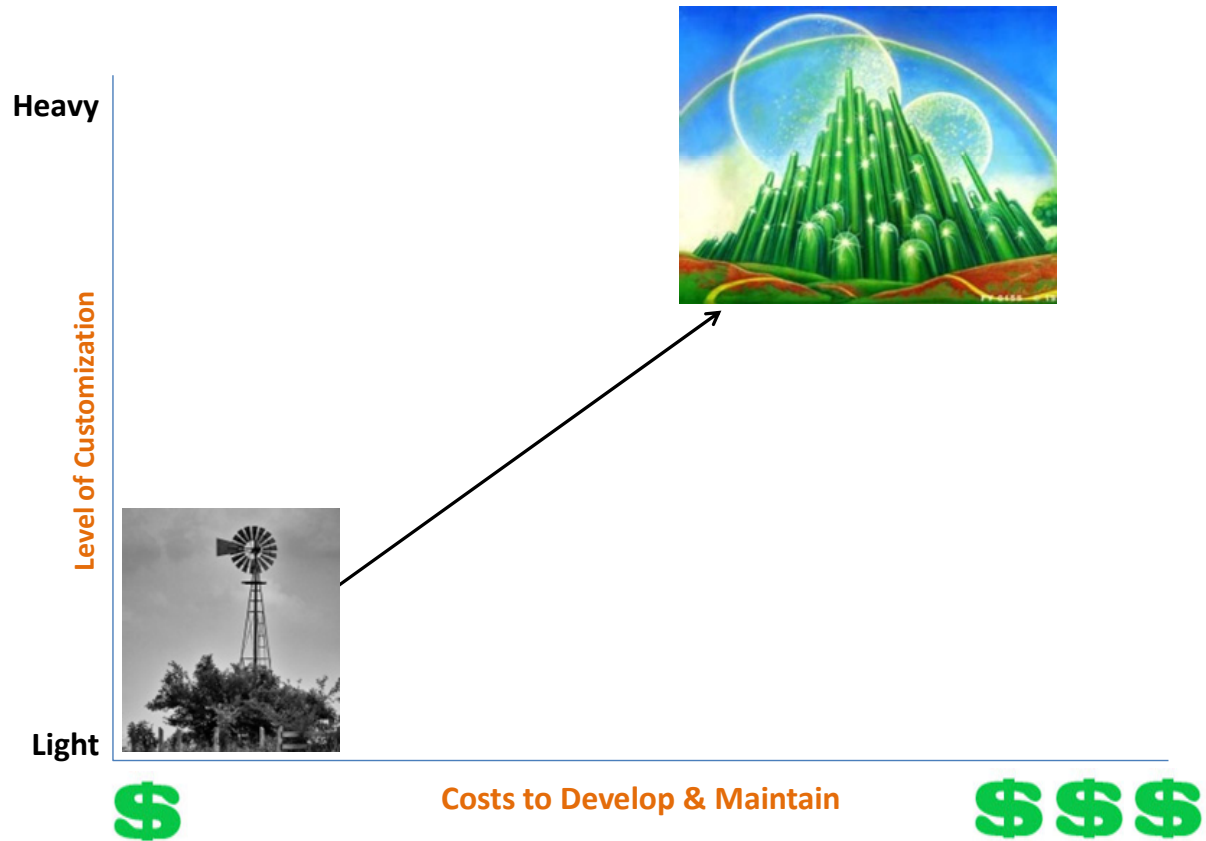 Heavy
Level of Customization
Light
$
Costs to Develop & Maintain
$$$